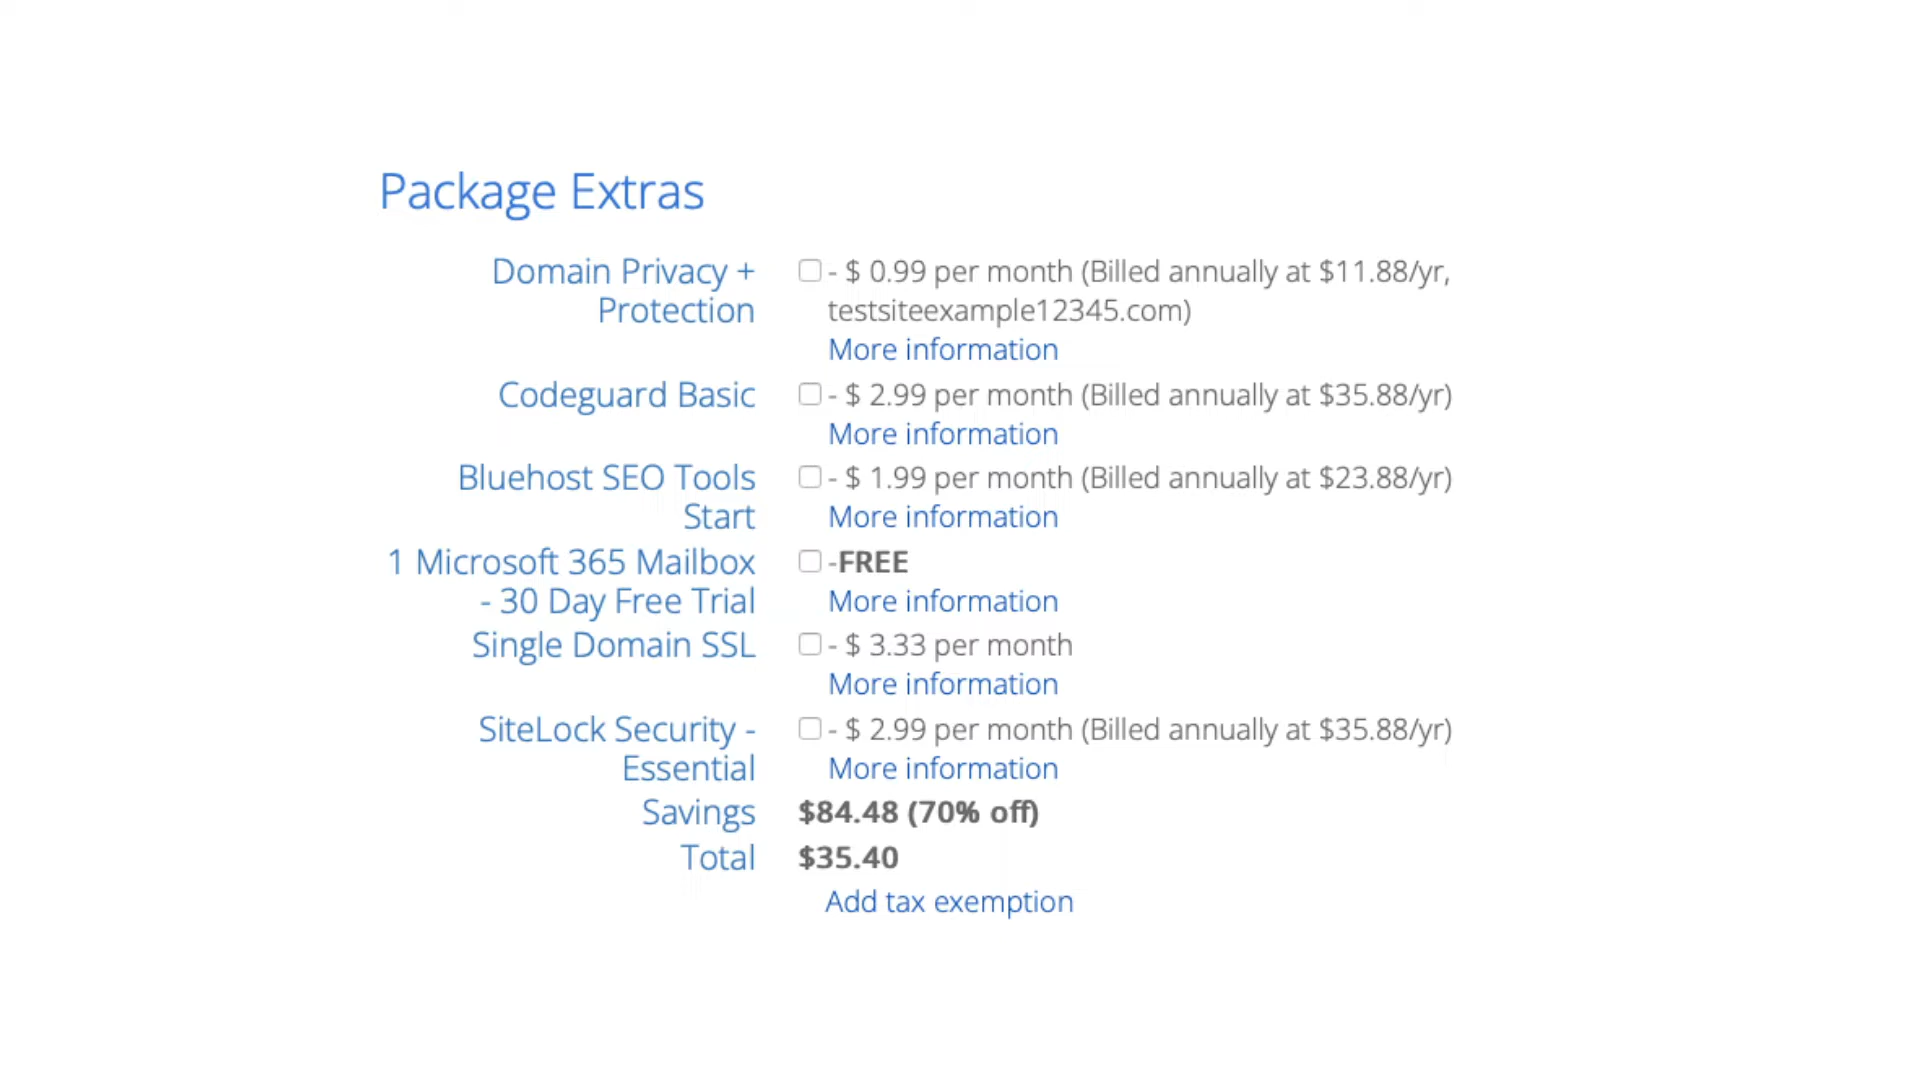 Package Extras
Domain Privacy + - $ 0.99 per month (Billed annually at $11.88/yr,
Protection testsiteexample12345.com)
More information
Codeguard Basic - $ 2.99 per month (Billed annually at $35.88/yr)
More information
Bluehost SEO Tools - $ 1.99 per month (Billed annually at $23.88/yr)
Start More information
1 Microsoft 365 Mailbox -FREE
- 30 Day Free Trial More information
Single Domain SSL - $ 3.33 per month
More information
SiteLock Security - - $ 2.99 per month (Billed annually at $35.88/yr)
Essential More information
Savings $84.48 (70% off)
Total $35.40
Add tax exemption